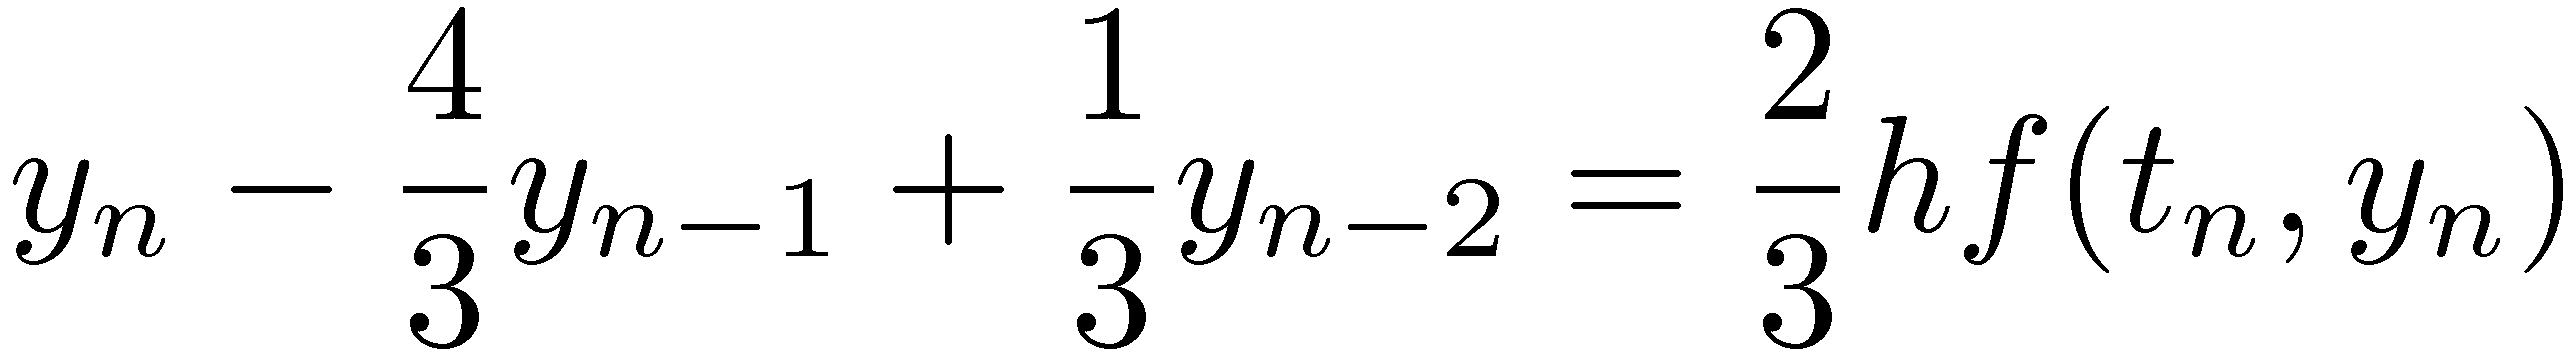 y_n - \frac{4}{3}y_{n-1} + \frac{1}{3}y_{n-2} = \frac{2}{3}hf(t_n, y_n)